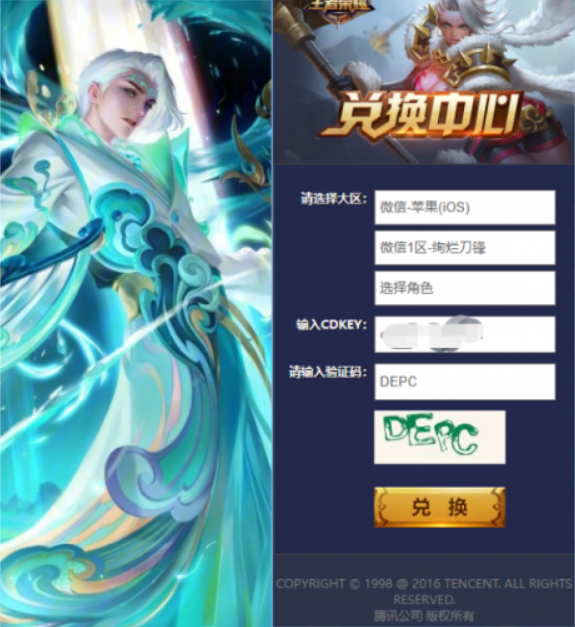 王者荣耀
兑换中心
请选择大区：
微信-苹果(iOS)
微信1区-绚烂刀锋
选择角色
输入CDKEY：
请输入验证码：
DEPC
DEPC
兑 换
COPYRIGHT © 1998 @ 2016 TENCENT. ALL RIGHTS
RESERVED.
腾讯公司 版权所有